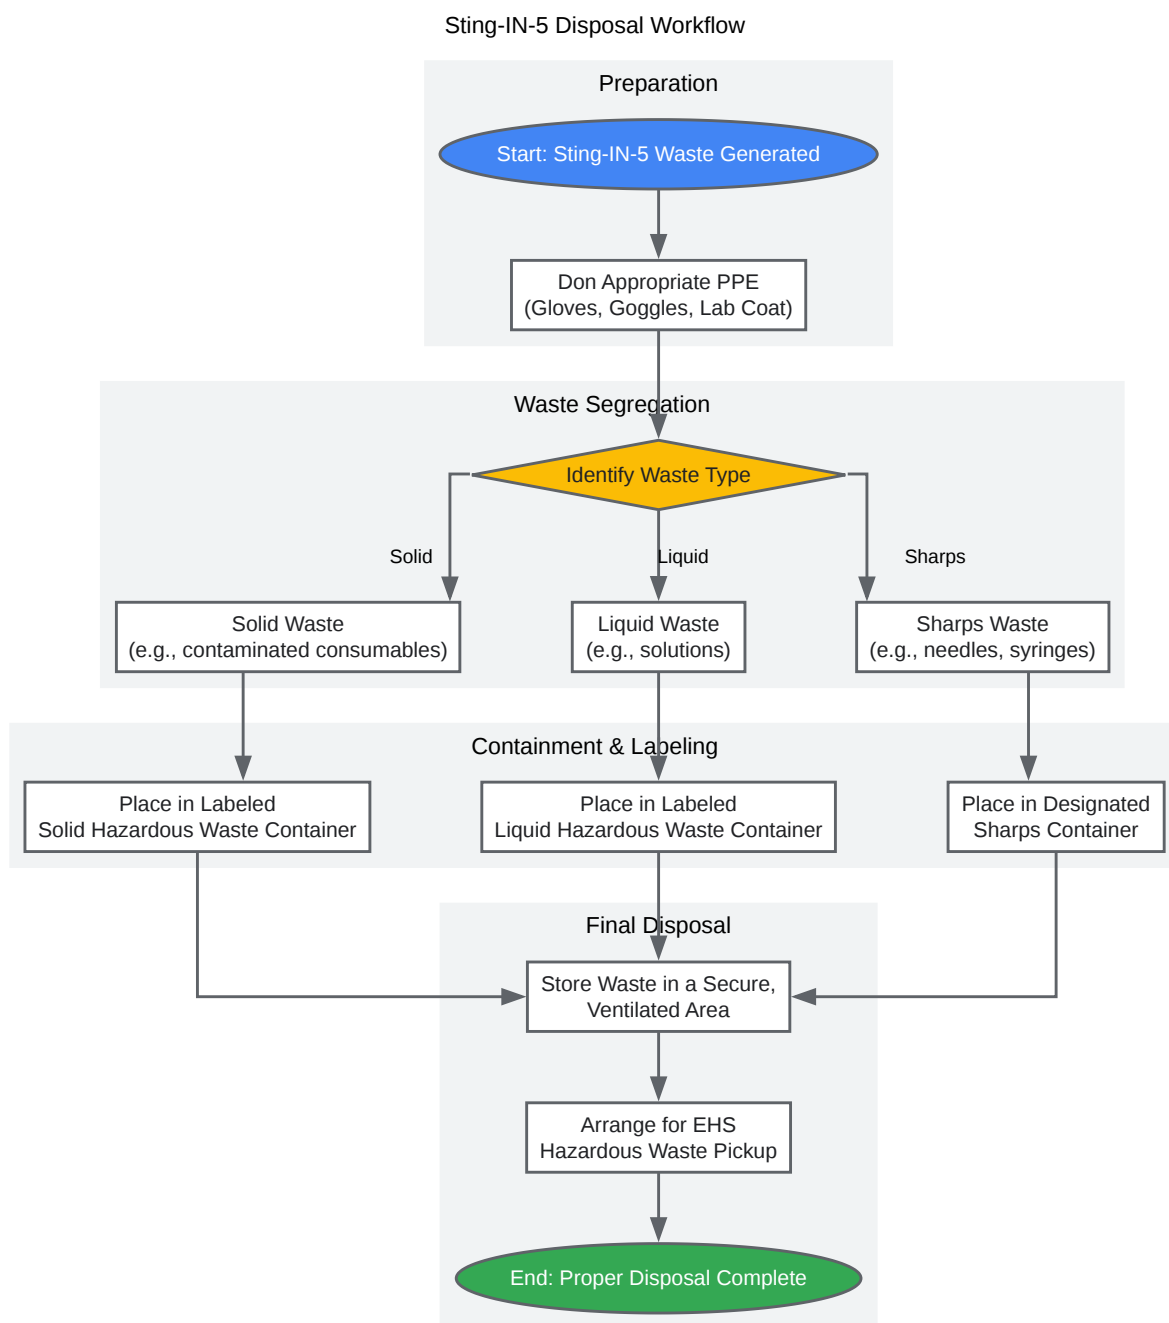 Sting-IN-5 Disposal Workflow
Preparation
Start: Sting-IN-5 Waste Generated
Don Appropriate PPE
(Gloves, Goggles, Lab Coat)
Waste Segregation
Identify Waste Type
Solid
Liquid
Sharps
Solid Waste
(e.g., contaminated consumables)
Liquid Waste
(e.g., solutions)
Sharps Waste
(e.g., needles, syringes)
Containment & Labeling
Place in Labeled
Solid Hazardous Waste Container
Place in Labeled
Liquid Hazardous Waste Container
Place in Designated
Sharps Container
Final Disposal
Store Waste in a Secure,
Ventilated Area
Arrange for EHS
Hazardous Waste Pickup
End: Proper Disposal Complete